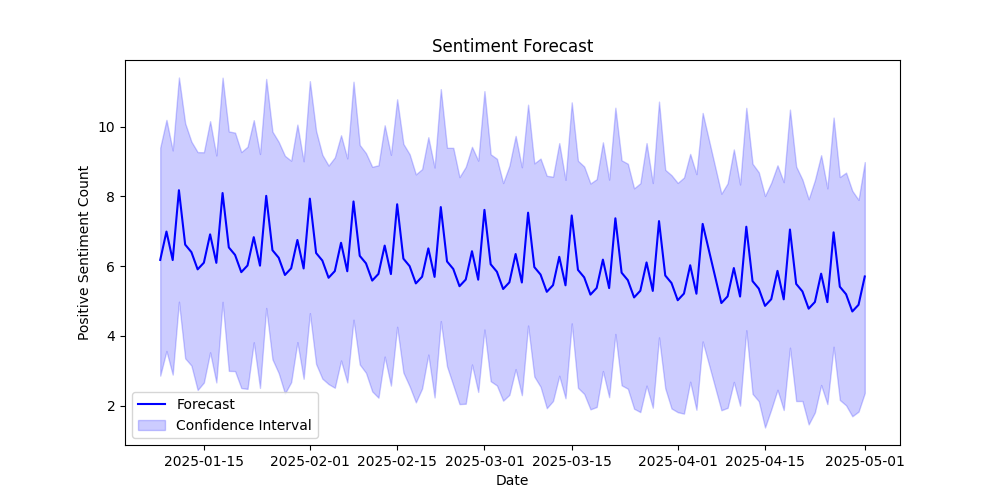 Sentiment Forecast
Positive Sentiment Count
10
8
6
4
2
Forecast
Confidence Interval
2025-01-15 2025-02-01 2025-02-15 2025-03-01 2025-03-15 2025-04-01 2025-04-15 2025-05-01
Date